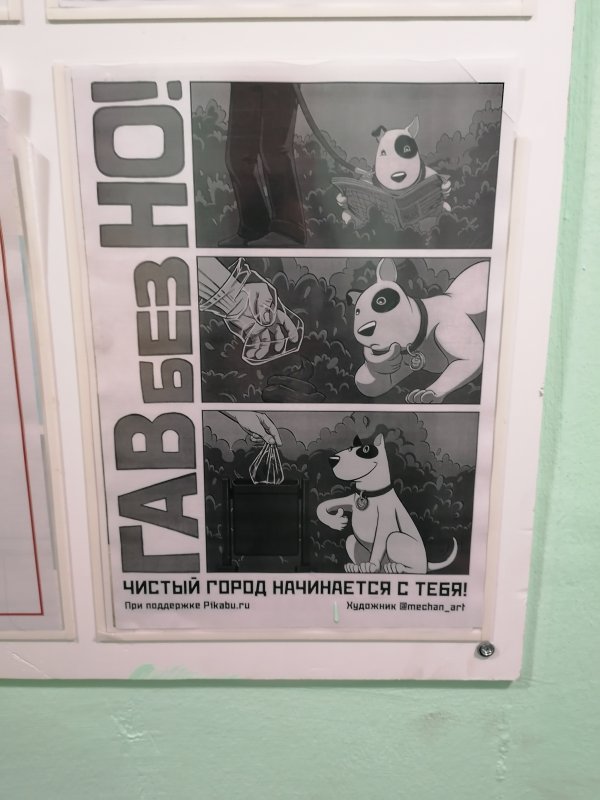 ГАВ БЕЗ НО!
ЧИСТЫЙ ГОРОД НАЧИНАЕТСЯ С ТЕБЯ!
При поддержке Pikabu.ru
Художник @mechan_art